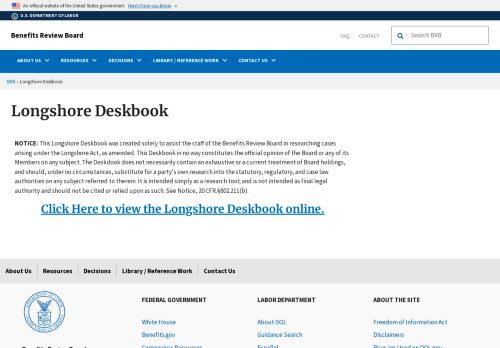 An official website of the United States government. Here's how you know
U.S. DEPARTMENT OF LABOR
Benefits Review Board
FAQ CONTACT
Search BRB
ABOUT US RESOURCES DECISIONS LIBRARY / REFERENCE WORK CONTACT US
BRB › Longshore Deskbook
Longshore Deskbook
NOTICE: This Longshore Deskbook was created solely to assist the staff of the Benefits Review Board in researching cases
arising under the Longshore Act, as amended. This Deskbook in no way constitutes the official opinion of the Board or any of its
Members on any subject. The Deskbook does not necessarily contain an exhaustive or a current treatment of Board holdings,
and should, under no circumstances, substitute for a party's own research into the statutory, regulatory, and case law
authorities on any subject referred to therein. It is intended simply as a research tool; and is not intended as final legal
authority and should not be cited or relied upon as such. See Notice, 20 CFR §802.211(b).
Click Here to view the Longshore Deskbook online.
About Us Resources Decisions Library / Reference Work Contact Us
FEDERAL GOVERNMENT LABOR DEPARTMENT ABOUT THE SITE
White House About DOL Freedom of Information Act
Benefits.gov Guidance Search Disclaimers
Coronavirus Resources Español Plug-ins Used on DOL.gov